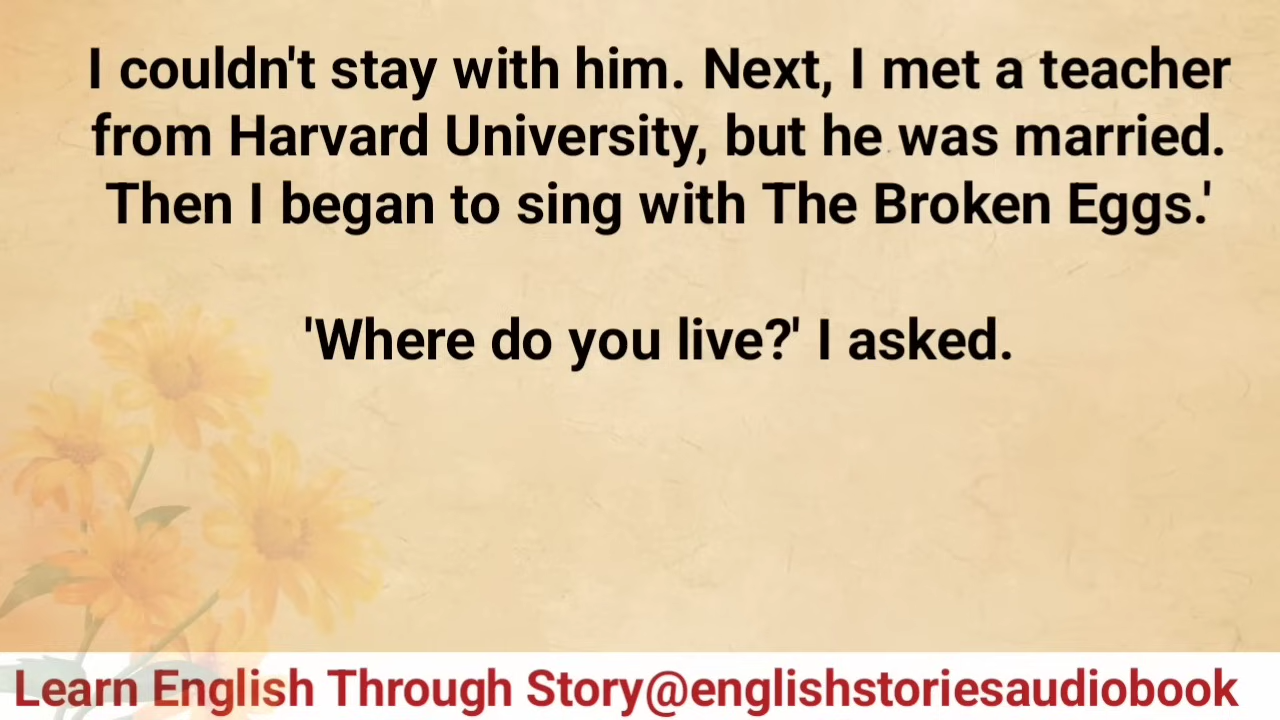 I couldn't stay with him. Next, I met a teacher
from Harvard University, but he was married.
Then I began to sing with The Broken Eggs.'
'Where do you live?' I asked.
Learn English Through Story@englishstoriesaudiobook